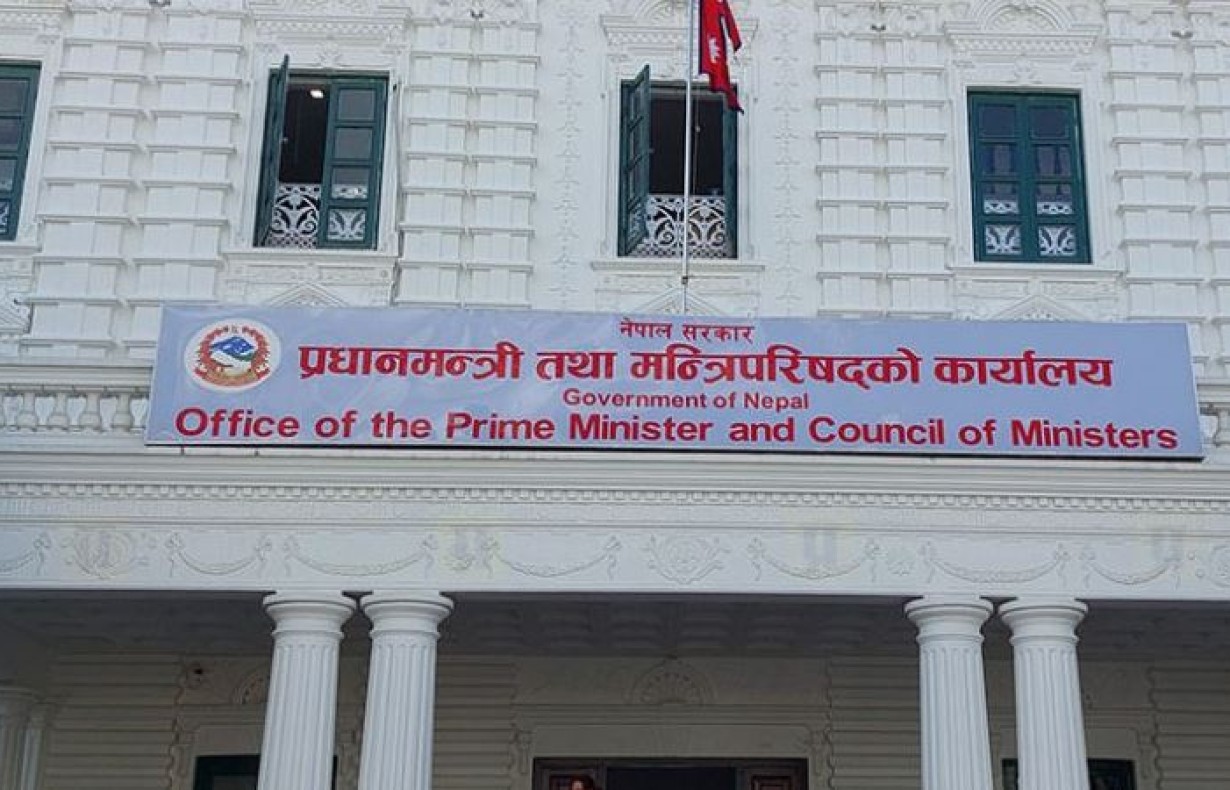 नेपाल सरकार
प्रधानमन्त्री तथा मन्त्रिपरिषद्को कार्यालय
Government of Nepal
Office of the Prime Minister and Council of Ministers